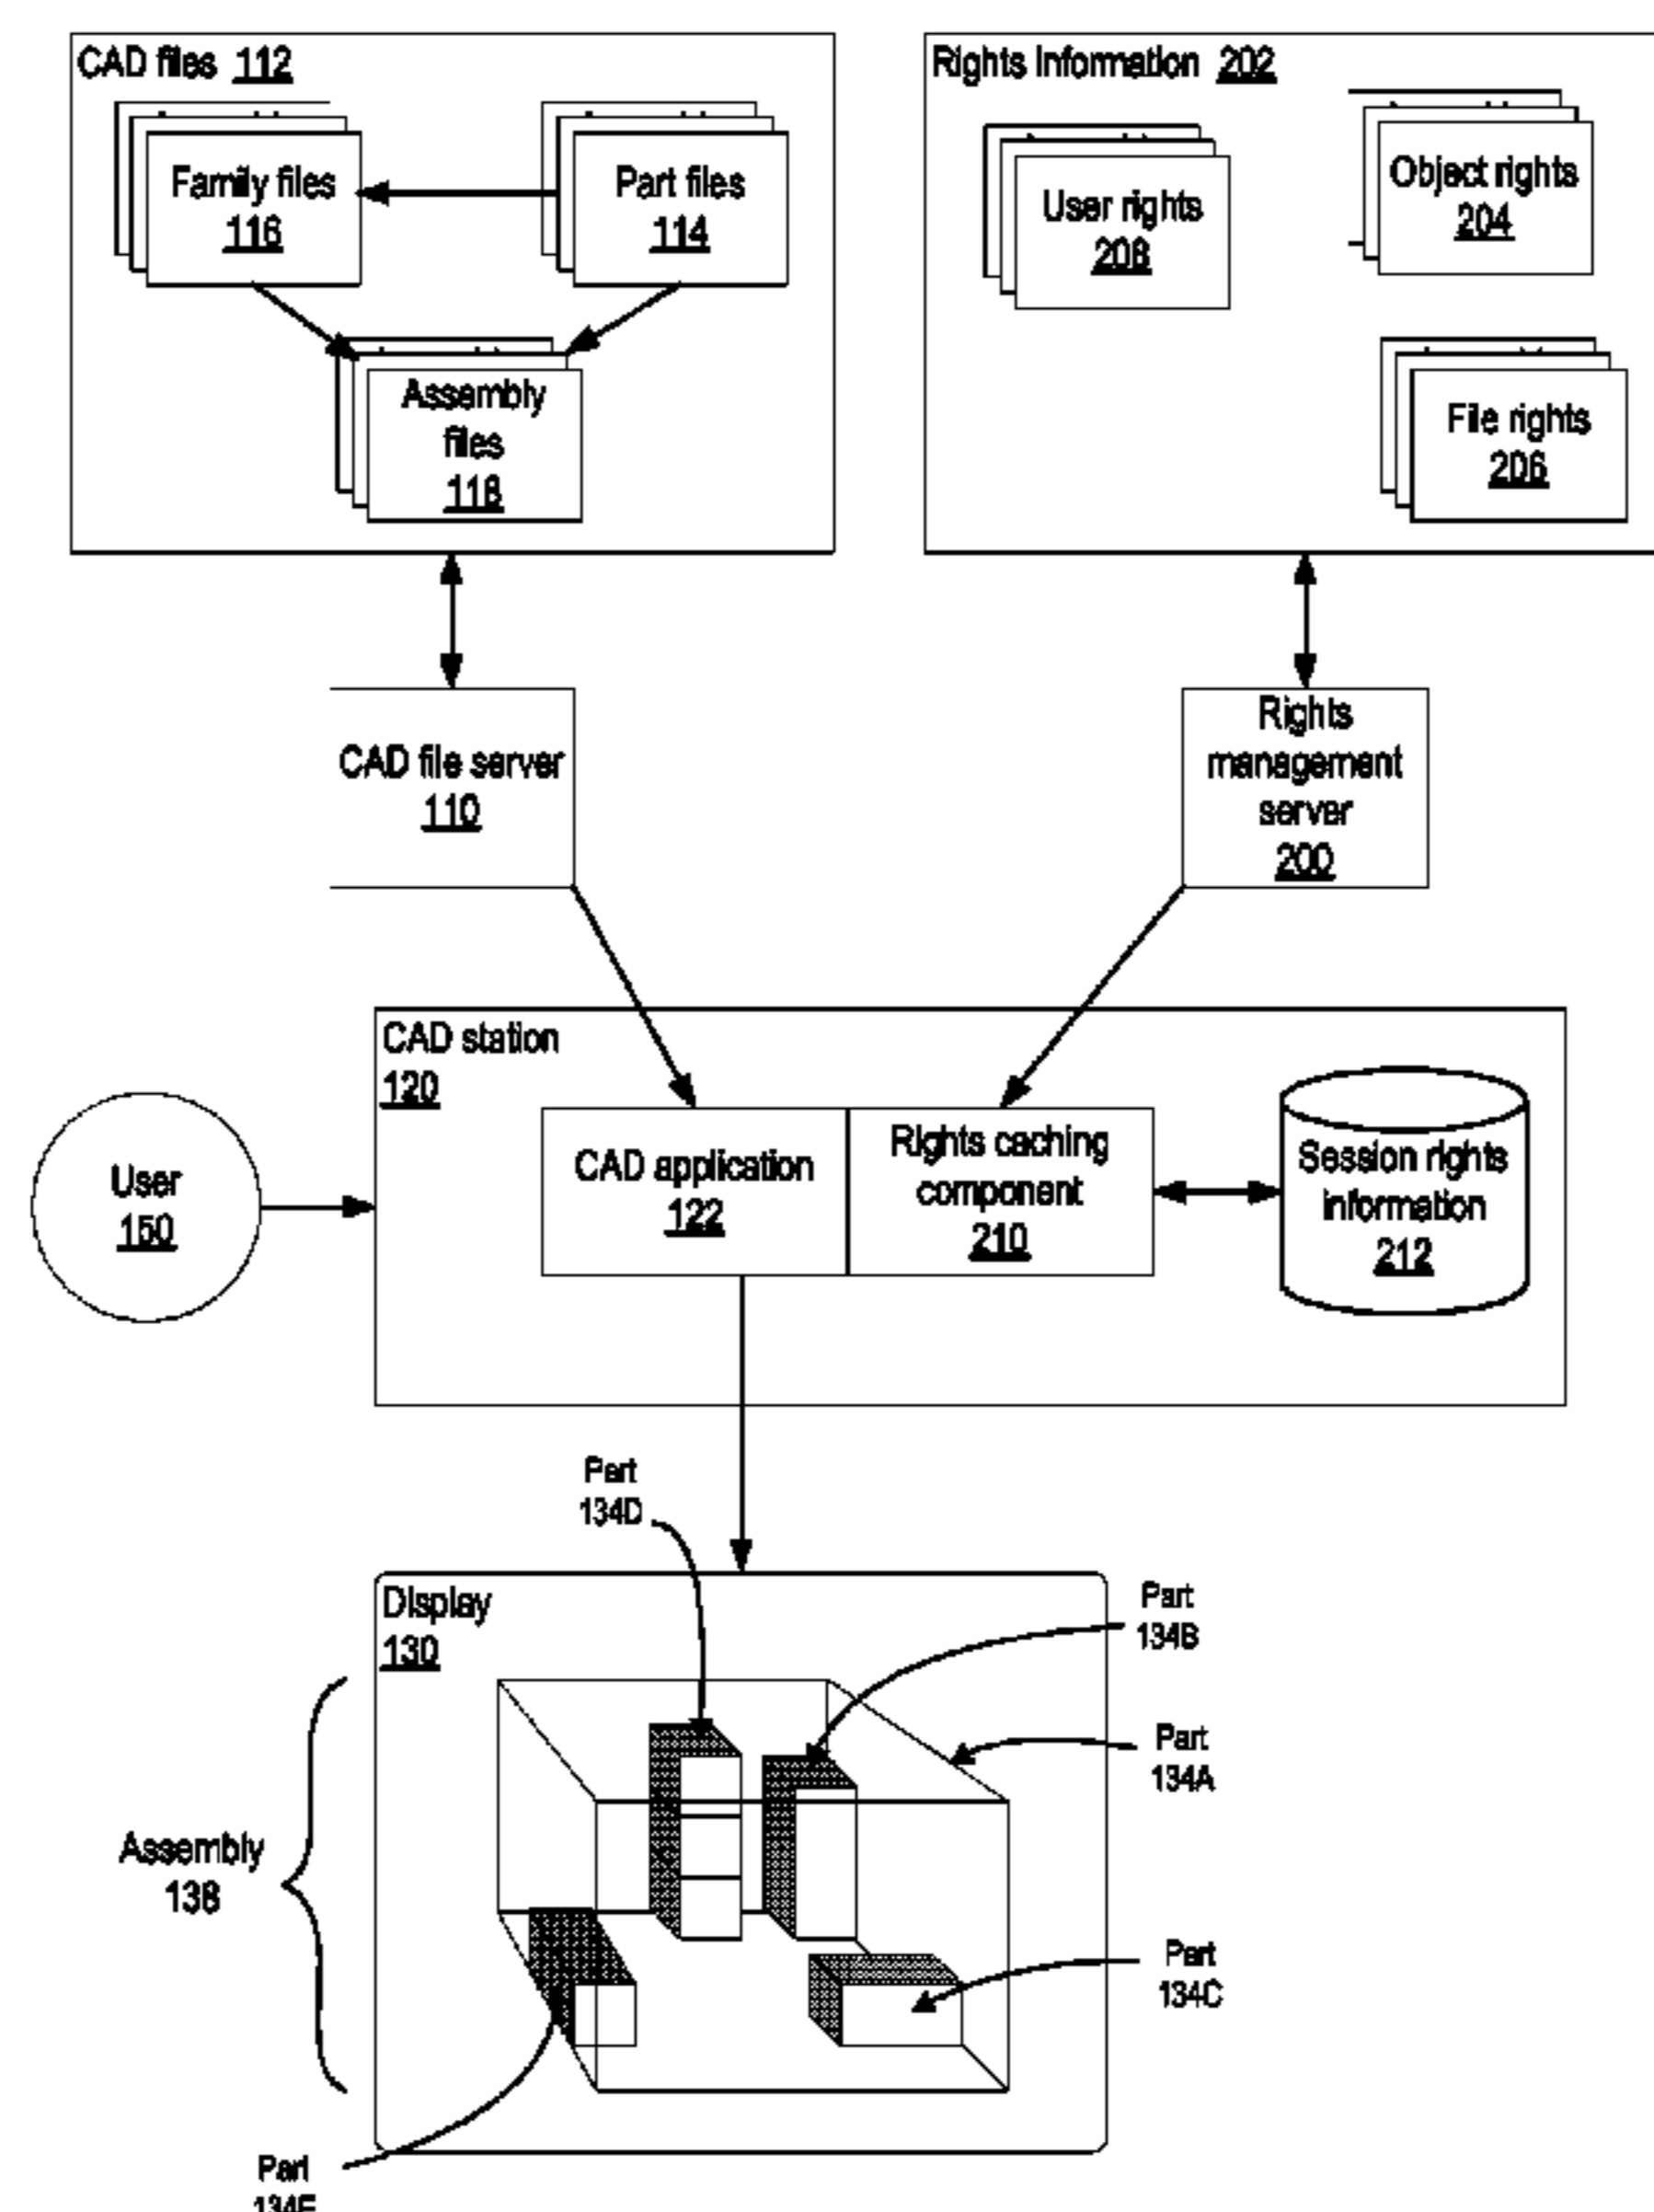 CAD files 112
Rights Information 202
Family files
116
Part files
114
Assembly
files
118
User rights
208
Object rights
204
File rights
206
CAD file server
110
Rights
management
server
200
CAD station
120
User
150
CAD application
122
Rights caching
component
210
Session rights
information
212
Part
134D
Display
130
Part
134B
Part
134A
Assembly
138
Part
134C
Part
134E